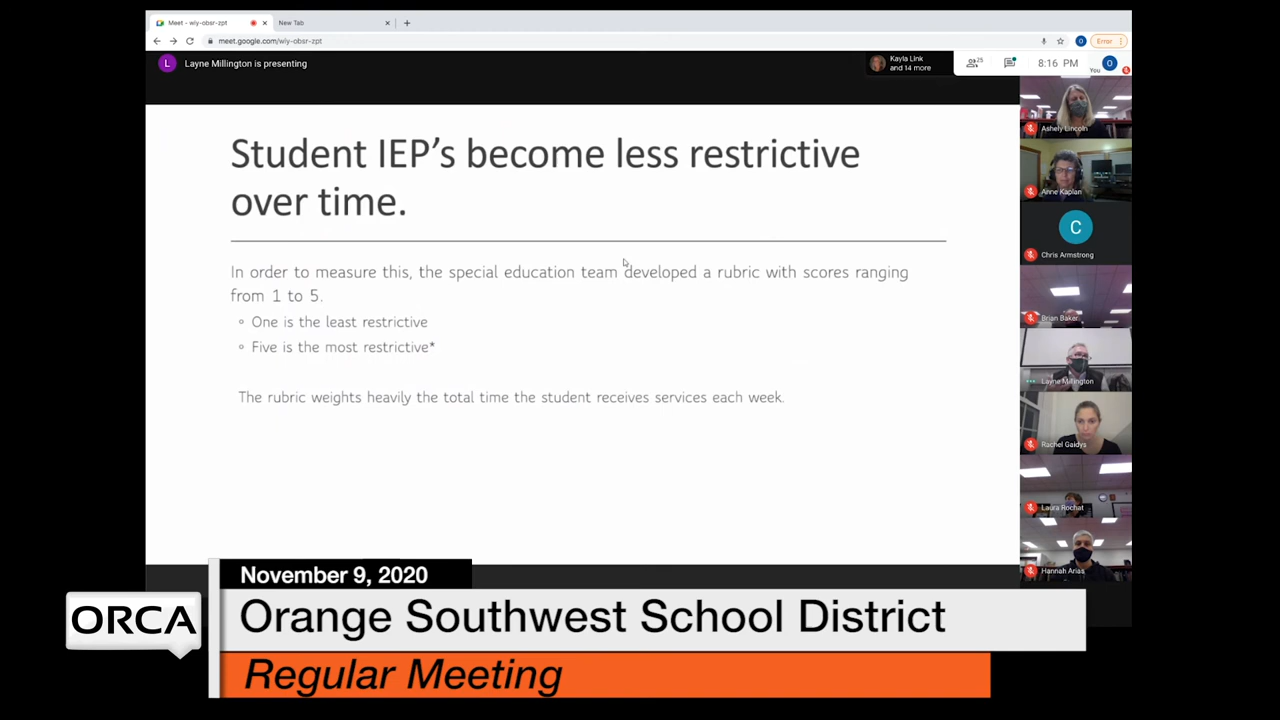 Meet - wiy-obsr-zpt
New Tab
meet.google.com/wiy-obsr-zpt
Error
L
Layne Millington is presenting
Kayla Link
and 14 more
25
8:16 PM
You
O
Student IEP's become less restrictive
over time.
In order to measure this, the special education team developed a rubric with scores ranging
from 1 to 5.
One is the least restrictive
Five is the most restrictive*
The rubric weights heavily the total time the student receives services each week.
Ashely Lincoln
Anne Kaplan
C
Chris Armstrong
Brian Baker
Layne Millington
Rachel Gaidys
Laura Rochat
Hannah Arias
November 9, 2020
ORCA
Orange Southwest School District
Regular Meeting